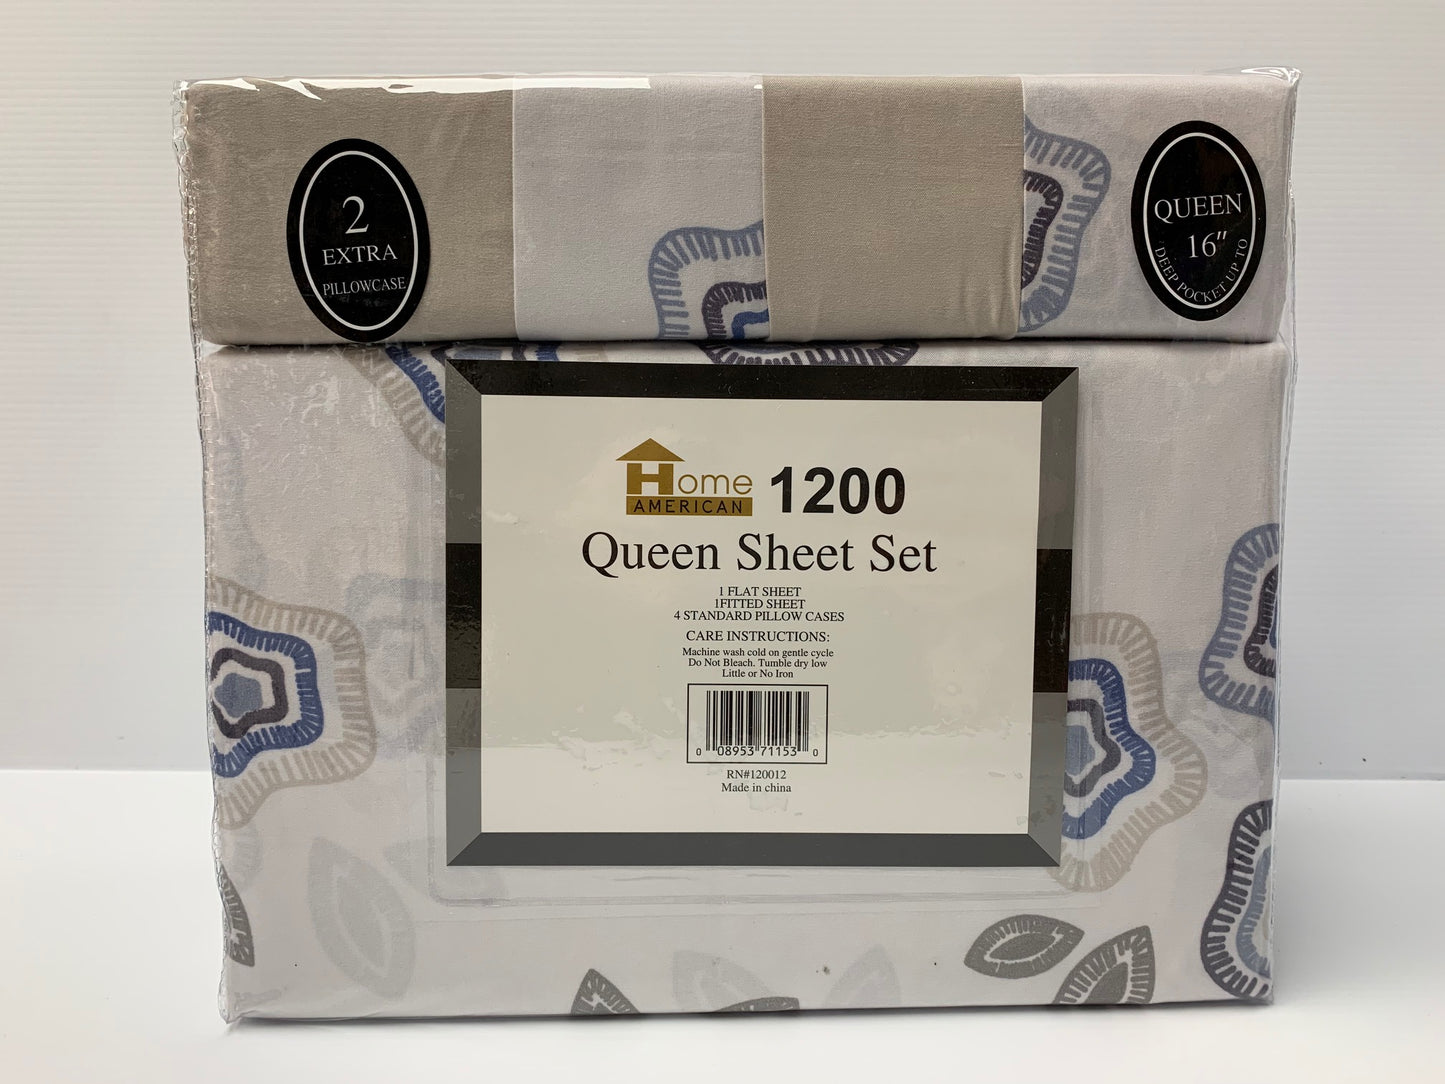 2
EXTRA
PILLOWCASE
QUEEN
16"
DEEP POCKET UP TO
Home
AMERICAN
1200
Queen Sheet Set
1 FLAT SHEET
1FITTED SHEET
4 STANDARD PILLOW CASES
CARE INSTRUCTIONS:
Machine wash cold on gentle cycle
Do Not Bleach. Tumble dry low
Little or No Iron
0 08953 71153 0
RN#120012
Made in china